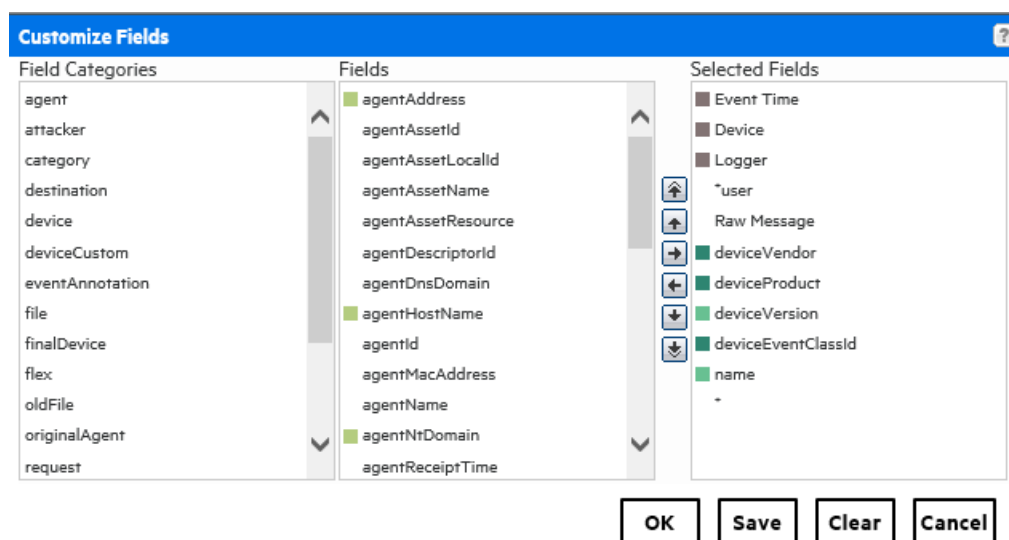 Customize Fields
?
Field Categories
agent
attacker
category
destination
device
deviceCustom
eventAnnotation
file
finalDevice
flex
oldFile
originalAgent
request
Fields
agentAddress
agentAssetId
agentAssetLocalId
agentAssetName
agentAssetResource
agentDescriptorId
agentDnsDomain
agentHostName
agentId
agentMacAddress
agentName
agentNtDomain
agentReceiptTime
Selected Fields
Event Time
Device
Logger
*user
Raw Message
deviceVendor
deviceProduct
deviceVersion
deviceEventClassId
name
*
OK
Save
Clear
Cancel